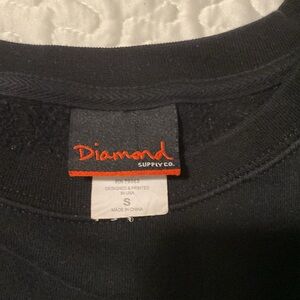 Diamond
SUPPLY CO.
DESIGNED & PRINTED
IN USA
S
MADE IN CHINA